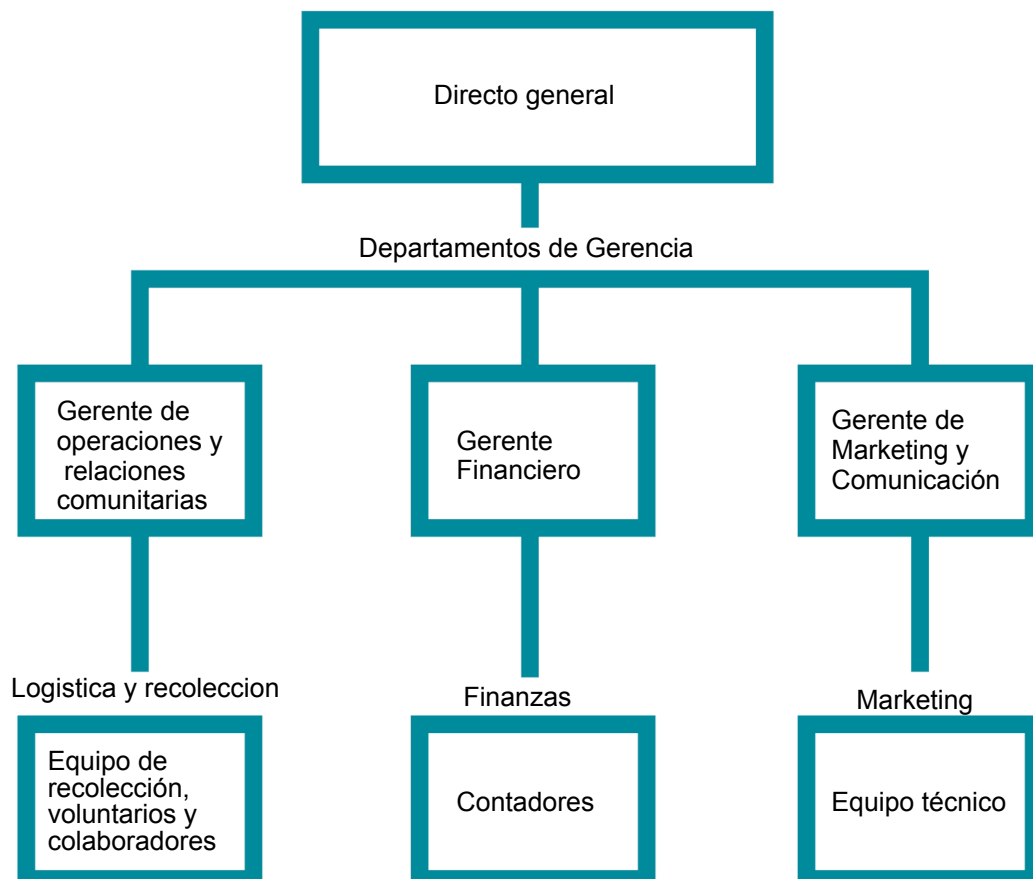 Directo general
Departamentos de Gerencia
Gerente de
operaciones y
relaciones
comunitarias
Gerente
Financiero
Gerente de
Marketing y
Comunicación
Logistica y recoleccion
Finanzas
Marketing
Equipo de
recolección,
voluntarios y
colaboradores
Contadores
Equipo técnico